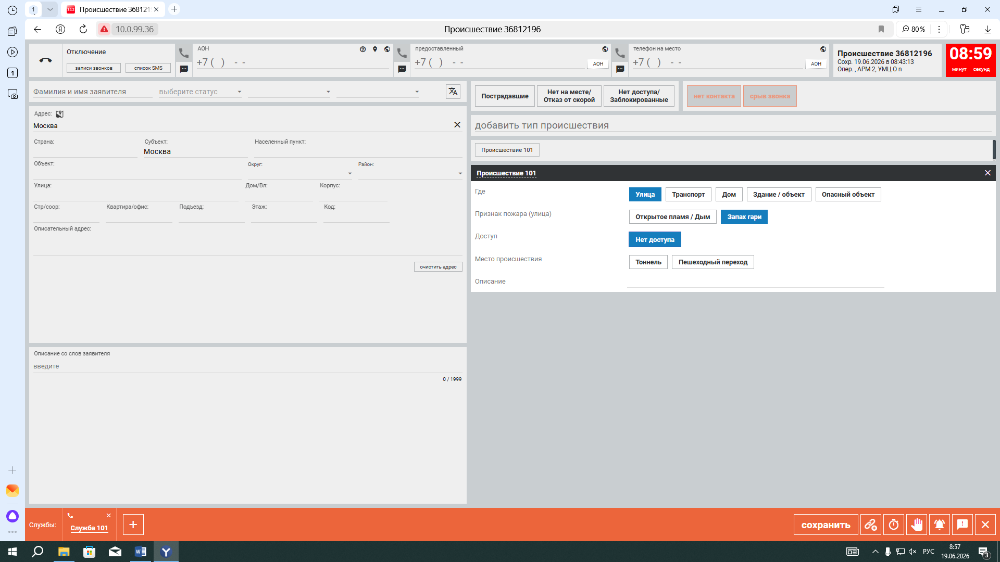 1
Происшествие 36812
10.0.99.36
Происшествие 36812196
80 %
1
Отключение
записи звонков
список SMS
АОН
+7 ( ) - -
предоставленный
+7 ( ) - -
АОН
телефон на место
+7 ( ) - -
АОН
Происшествие 36812196
Сохр. 19.06.2026 в 08:43:13
Опер. , АРМ 2, УМЦ О п
08:59
минут секунд
Фамилия и имя заявителя
выберите статус
Пострадавшие
Нет на месте/
Отказ от скорой
Нет доступа/
Заблокированные
нет контакта
срыв звонка
Адрес:
Москва
Страна:
Субъект:
Москва
Населенный пункт:
Объект:
Округ:
Район:
Улица:
Дом/Вл:
Корпус:
Стр/соор:
Квартира/офис:
Подъезд:
Этаж:
Код:
Описательный адрес:
очистить адрес
добавить тип происшествия
Происшествие 101
Происшествие 101
Где
Улица
Транспорт
Дом
Здание / объект
Опасный объект
Признак пожара (улица)
Открытое пламя / Дым
Запах гари
Доступ
Нет доступа
Место происшествия
Тоннель
Пешеходный переход
Описание
Описание со слов заявителя
введите
0 / 1999
Службы:
Служба 101
сохранить
РУС
8:57
19.06.2026
3